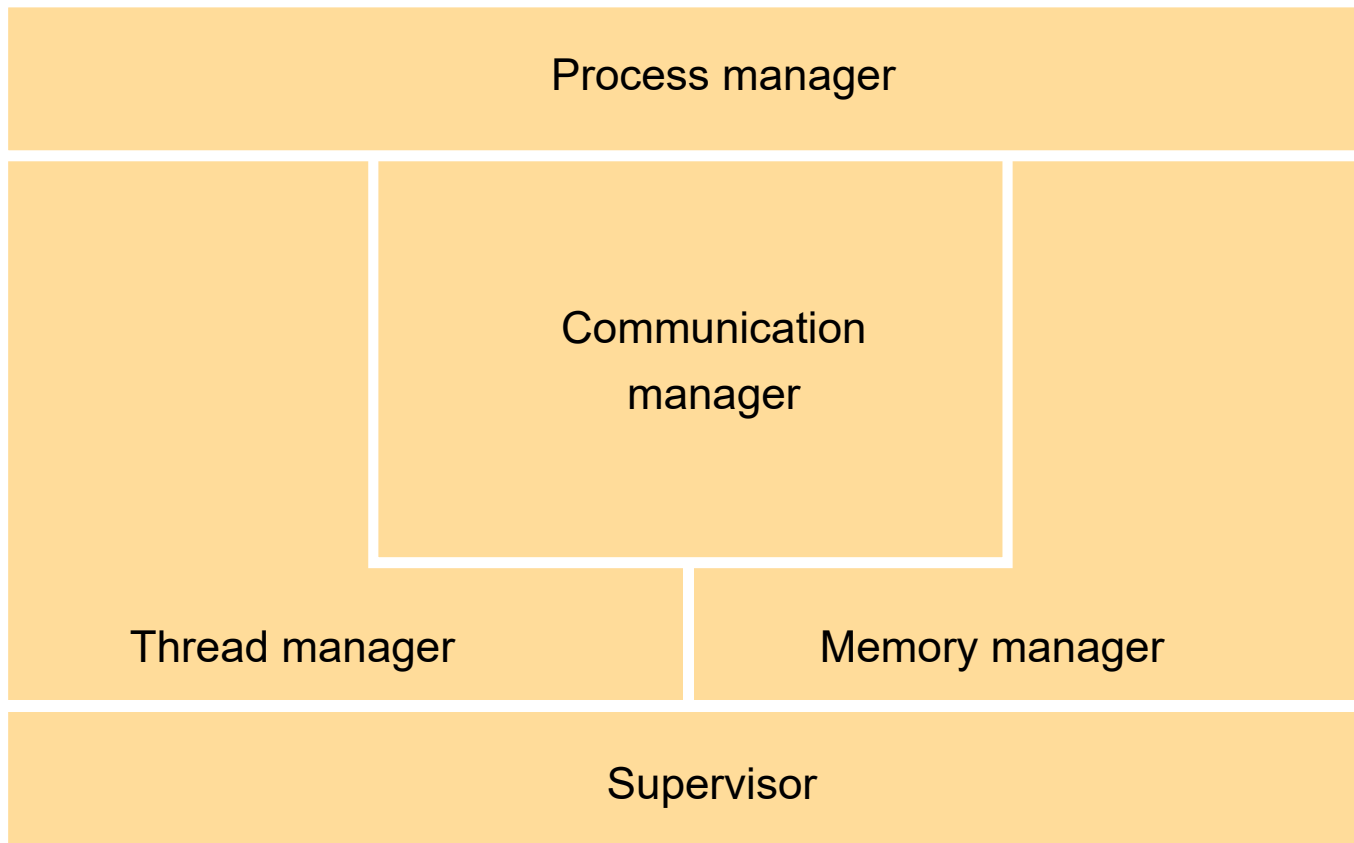 Process manager
Communication
manager
Thread manager
Memory manager
Supervisor